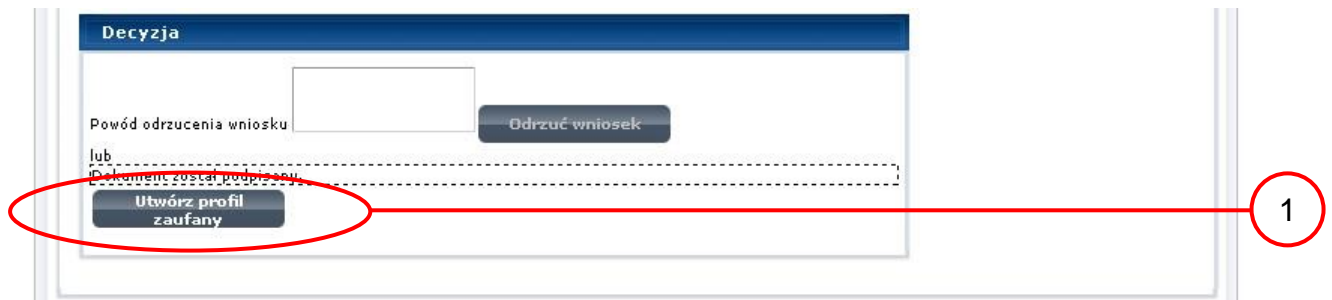 Decyzja
Powód odrzucenia wniosku
Odrzuć wniosek
lub
Dokument został podpisany.
Utwórz profil
zaufany
1